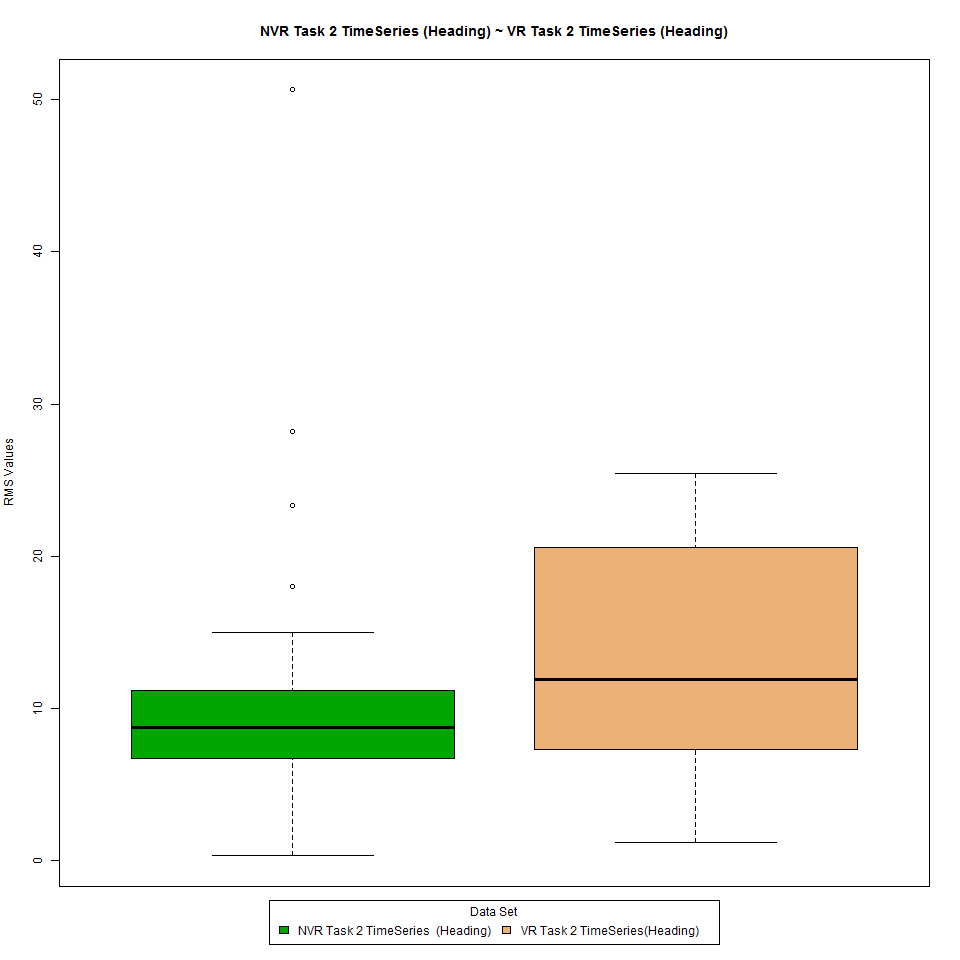 NVR Task 2 TimeSeries (Heading) ~ VR Task 2 TimeSeries (Heading)
RMS Values
50
40
30
20
10
0
Data Set
NVR Task 2 TimeSeries  (Heading) VR Task 2 TimeSeries(Heading)